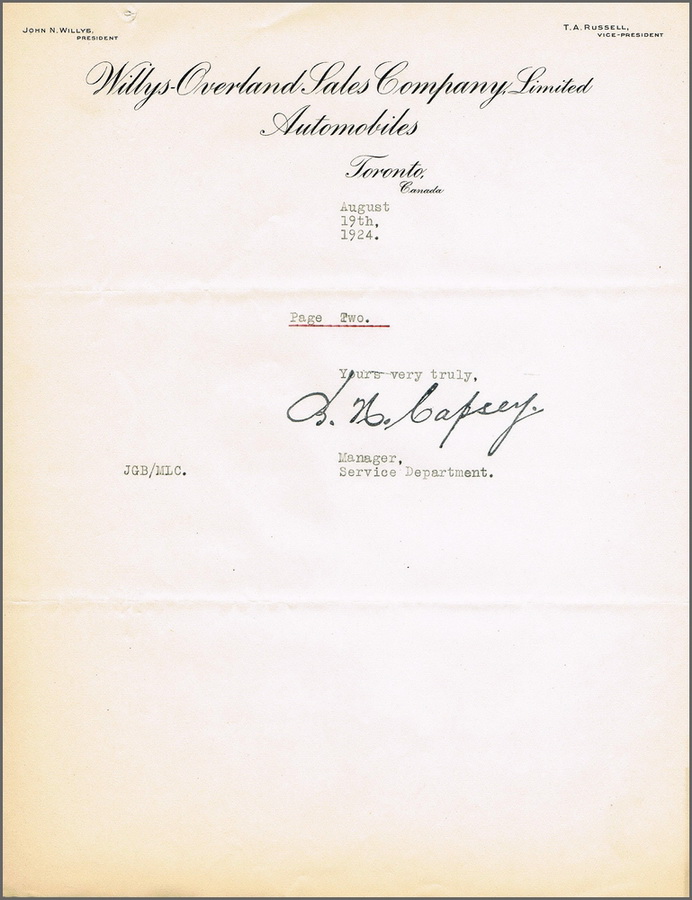 JOHN N. WILLYS,
PRESIDENT
T. A. RUSSELL,
VICE-PRESIDENT
Willys-Overland Sales Company, Limited
Automobiles
Toronto,
Canada
August
19th,
1924.
Page Two.
Yours very truly,
N. Capsey.
Manager,
JGB/MLC. Service Department.